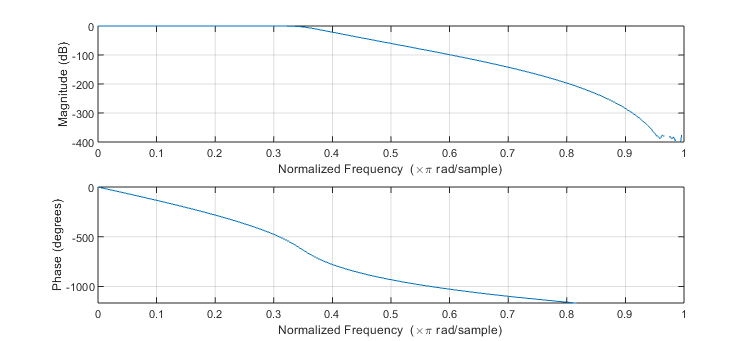 0
-100
-200
-300
-400
Magnitude (dB)
0 0.1 0.2 0.3 0.4 0.5 0.6 0.7 0.8 0.9 1
Normalized Frequency (×π rad/sample)
0
-500
-1000
Phase (degrees)
0 0.1 0.2 0.3 0.4 0.5 0.6 0.7 0.8 0.9 1
Normalized Frequency (×π rad/sample)